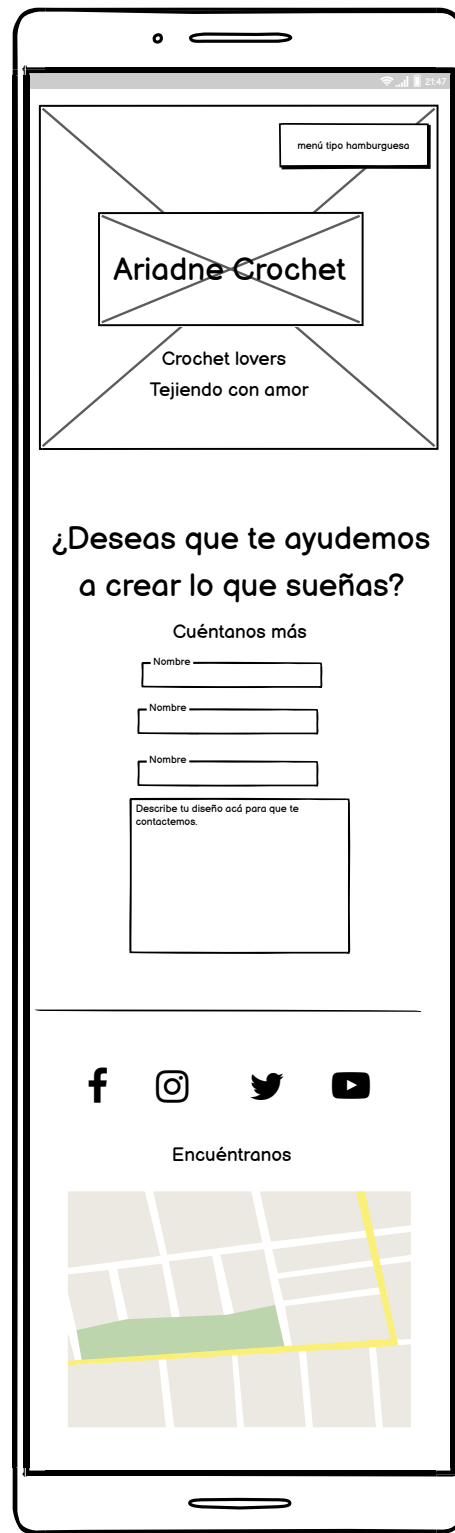 21:47
menú tipo hamburguesa
Ariadne Crochet
Crochet lovers
Tejiendo con amor
¿Deseas que te ayudemos
a crear lo que sueñas?
Cuéntanos más
Nombre
Nombre
Nombre
Describe tu diseño acá para que te
contactemos.
Encuéntranos